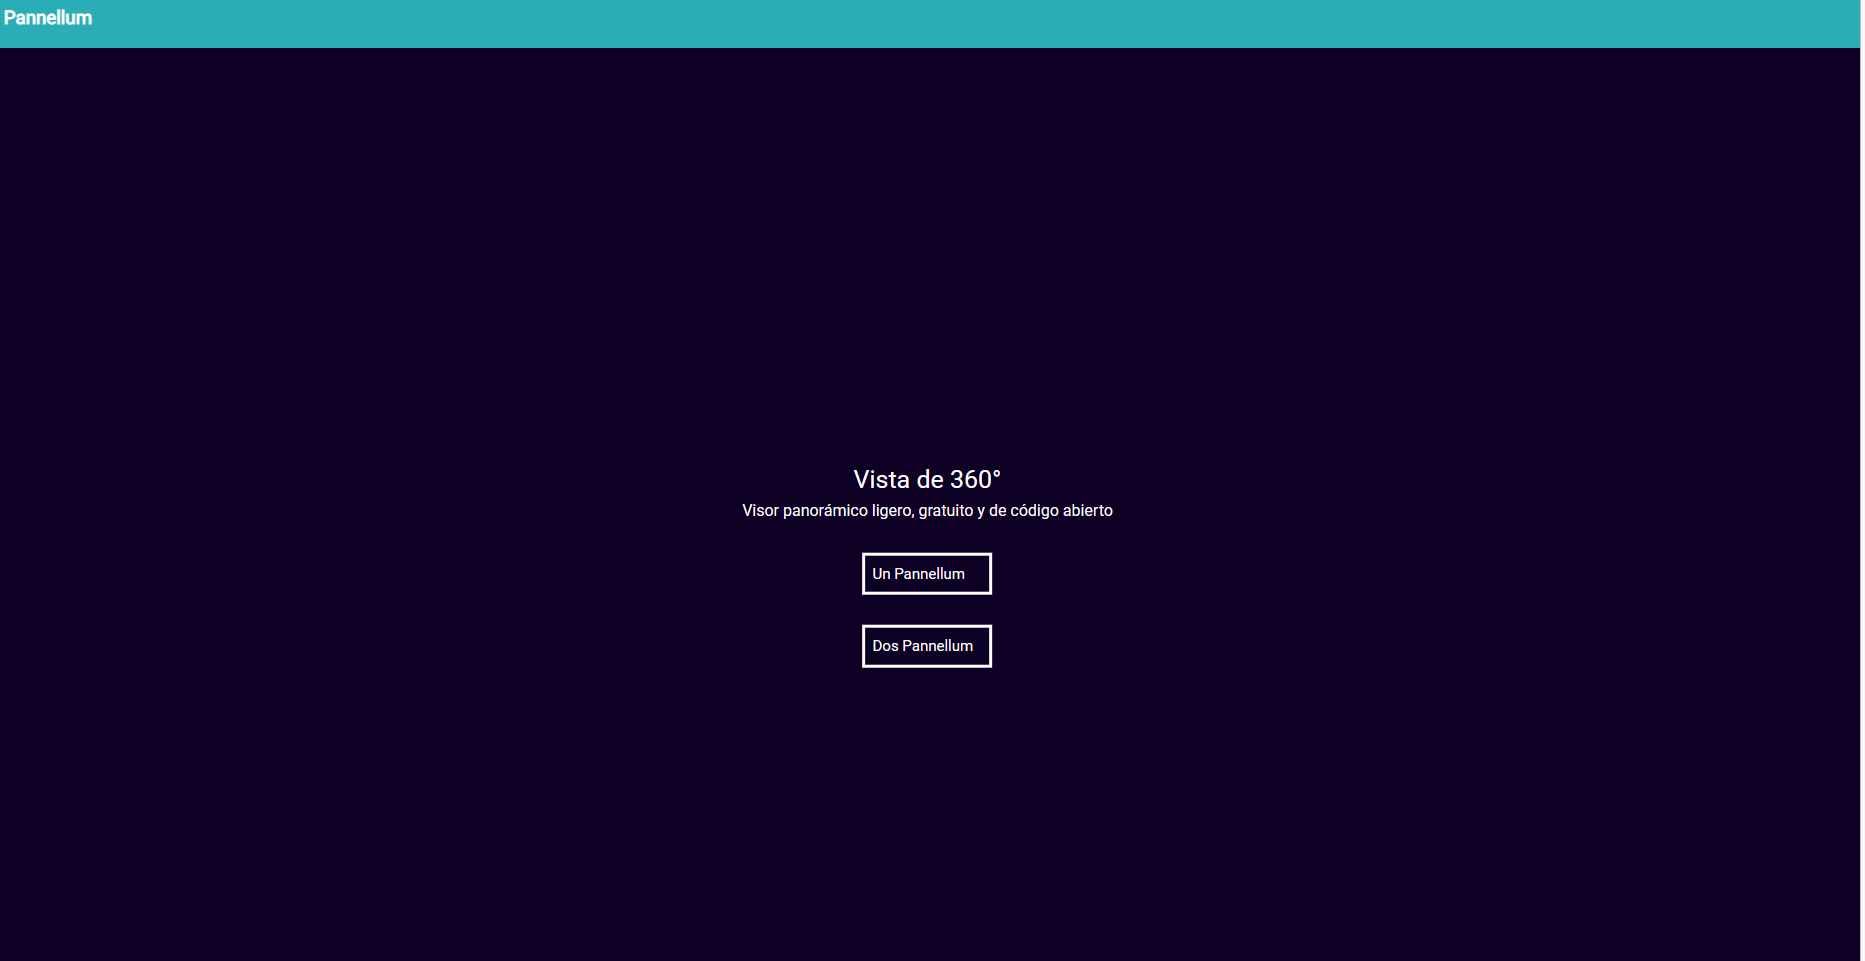 Pannellum
Vista de 360°
Visor panorámico ligero, gratuito y de código abierto
Un Pannellum
Dos Pannellum